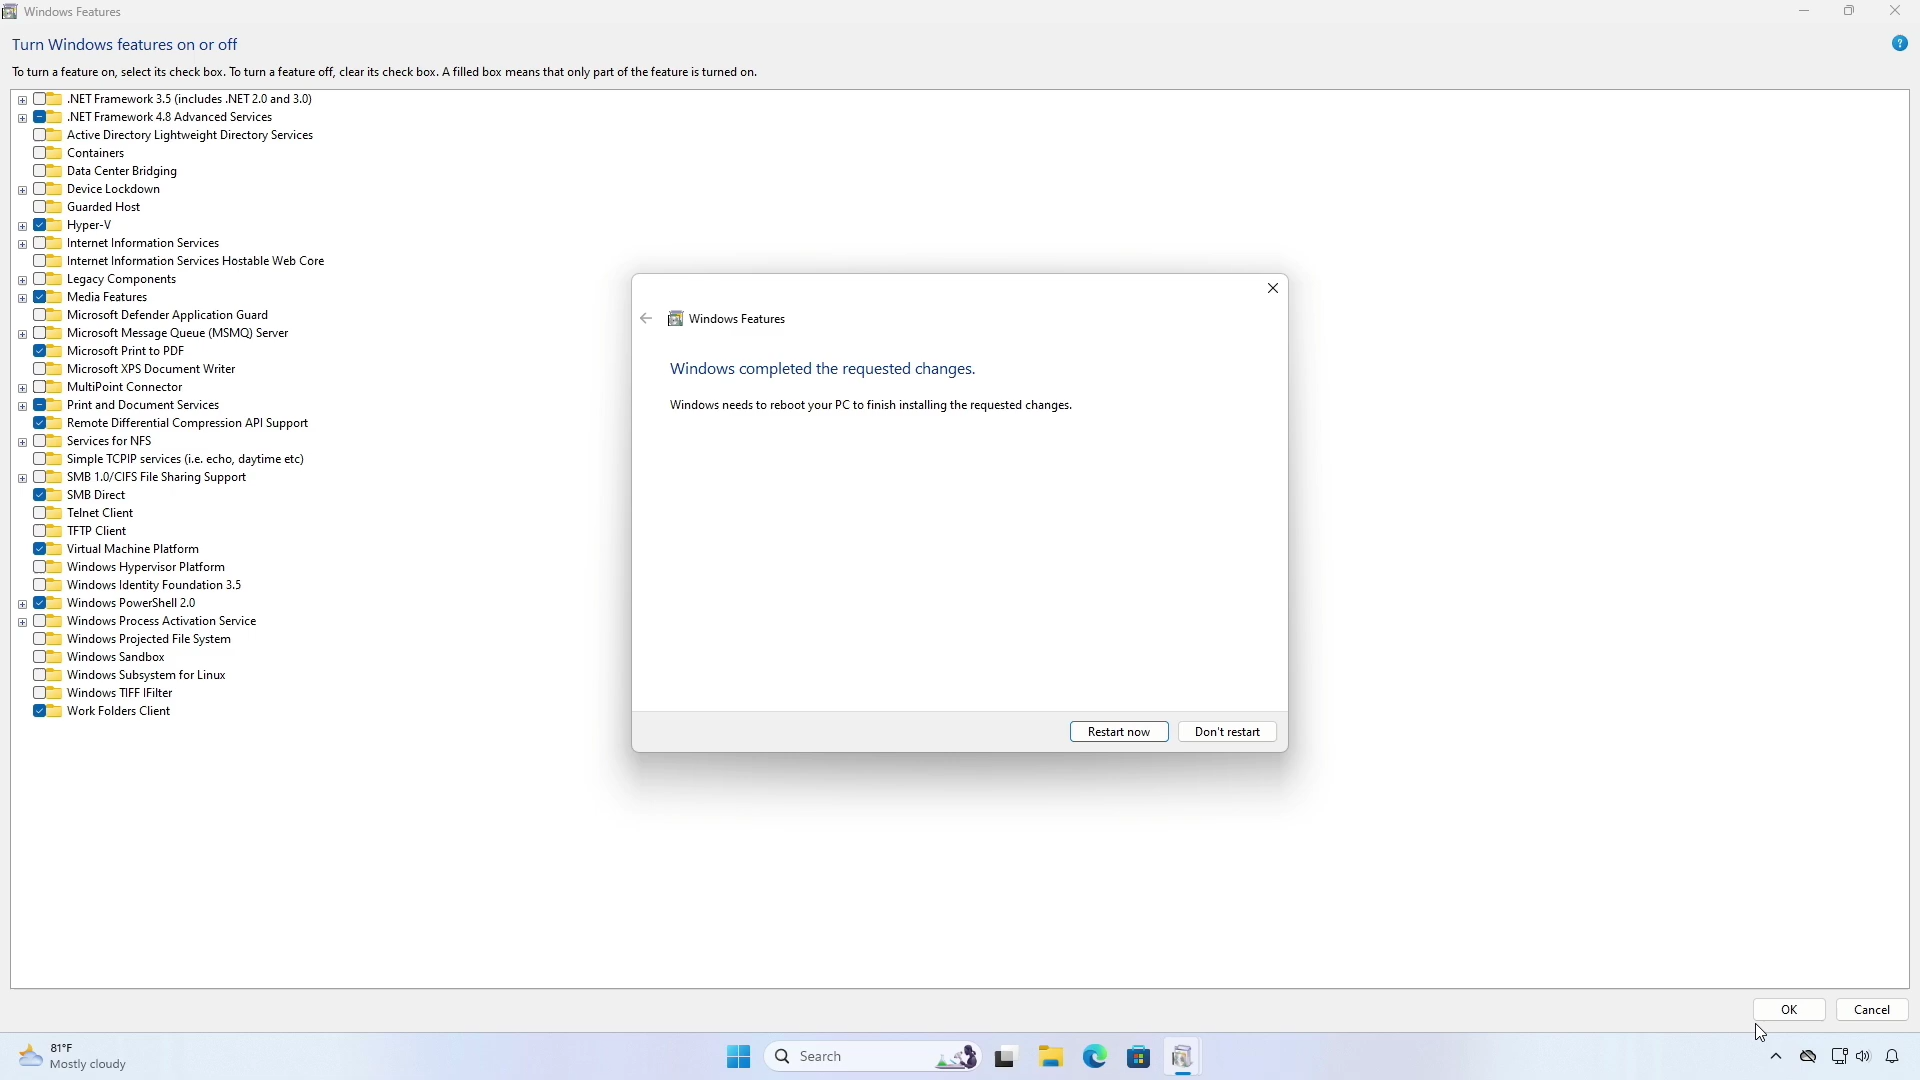 Windows Features
Turn Windows features on or off
To turn a feature on, select its check box. To turn a feature off, clear its check box. A filled box means that only part of the feature is turned on.
.NET Framework 3.5 (includes .NET 2.0 and 3.0)
.NET Framework 4.8 Advanced Services
Active Directory Lightweight Directory Services
Containers
Data Center Bridging
Device Lockdown
Guarded Host
Hyper-V
Internet Information Services
Internet Information Services Hostable Web Core
Legacy Components
Media Features
Microsoft Defender Application Guard
Microsoft Message Queue (MSMQ) Server
Microsoft Print to PDF
Microsoft XPS Document Writer
MultiPoint Connector
Print and Document Services
Remote Differential Compression API Support
Services for NFS
Simple TCPIP services (i.e. echo, daytime etc)
SMB 1.0/CIFS File Sharing Support
SMB Direct
Telnet Client
TFTP Client
Virtual Machine Platform
Windows Hypervisor Platform
Windows Identity Foundation 3.5
Windows PowerShell 2.0
Windows Process Activation Service
Windows Projected File System
Windows Sandbox
Windows Subsystem for Linux
Windows TIFF IFilter
Work Folders Client
Windows Features
Windows completed the requested changes.
Windows needs to reboot your PC to finish installing the requested changes.
Restart now
Don't restart
OK
Cancel
81°F
Mostly cloudy
Search